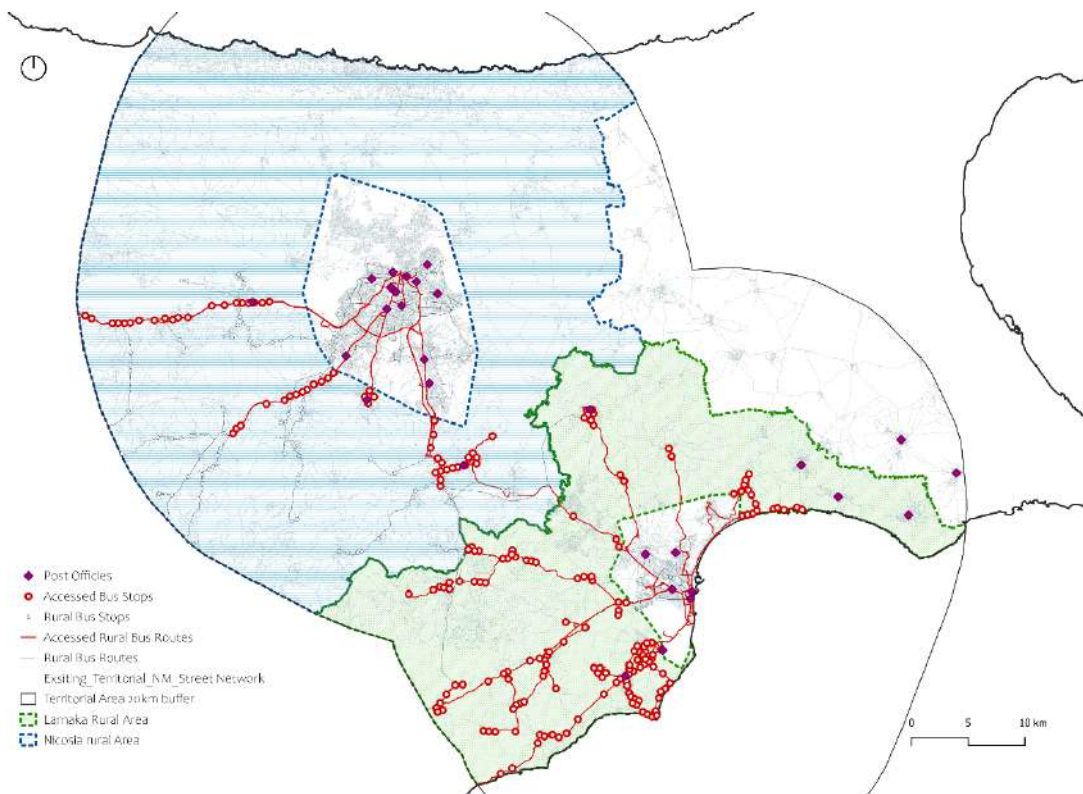 Post Officies
Accessed Bus Stops
Rural Bus Stops
Accessed Rural Bus Routes
Rural Bus Routes
Exsiting_Territorial_NM_Street Network
Territorial Area 20km buffer
Larnaka Rural Area
Nicosia rural Area
0 5 10 km